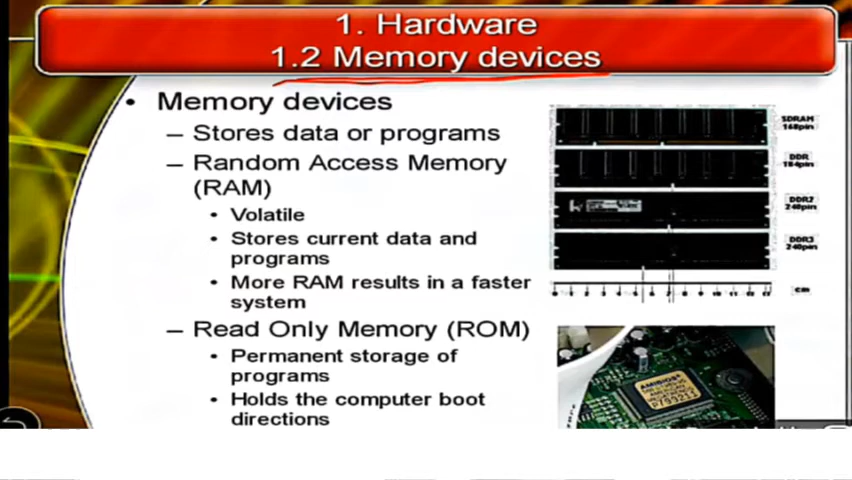 1. Hardware
1.2 Memory devices
• Memory devices
– Stores data or programs
– Random Access Memory
(RAM)
• Volatile
• Stores current data and
programs
• More RAM results in a faster
system
– Read Only Memory (ROM)
• Permanent storage of
programs
• Holds the computer boot
directions
SDRAM
168pin
DDR
184pin
DDR2
240pin
DDR3
240pin
cm
AMIBIOS